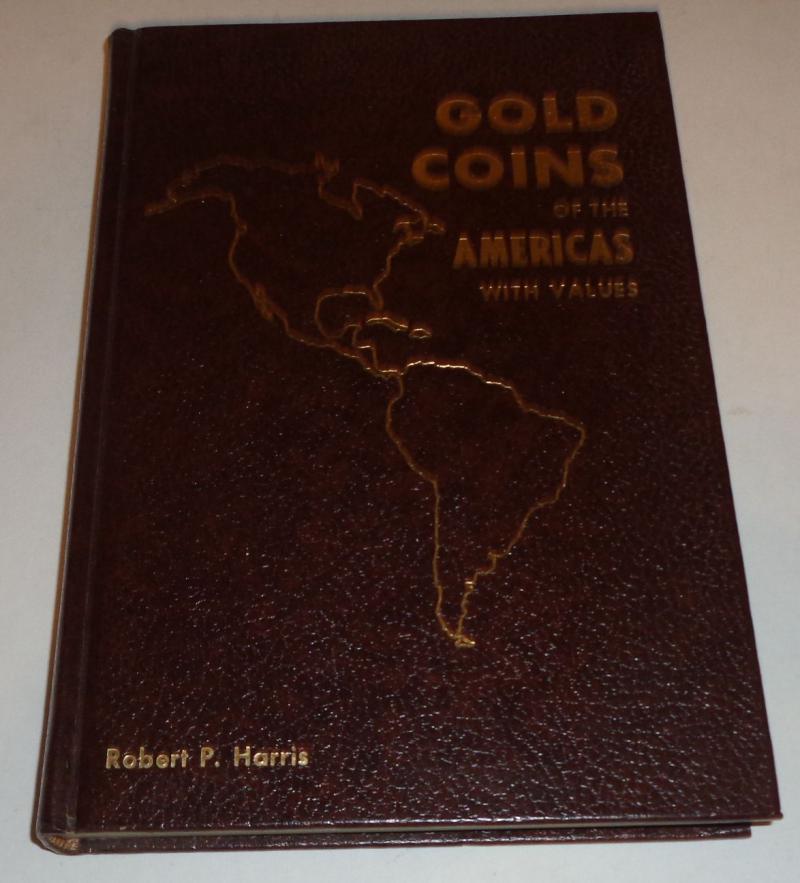 GOLD
COINS
OF THE
AMERICAS
WITH VALUES
Robert P. Harris